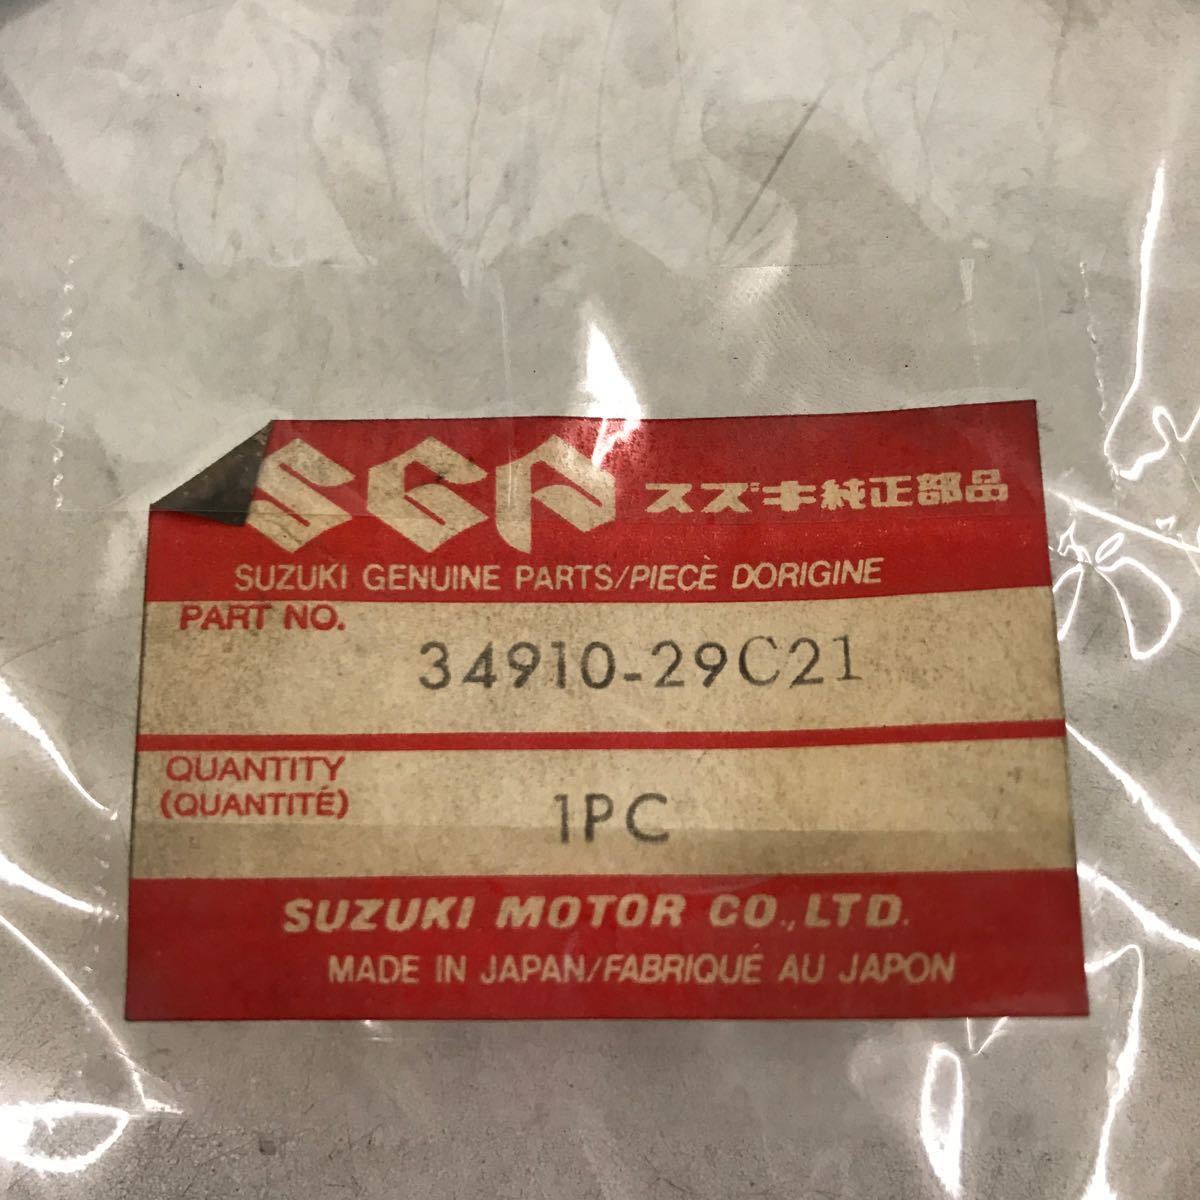 SGP スズキ純正部品
SUZUKI GENUINE PARTS/PIECÈ DORIGINE
PART NO.
34910-29C21
QUANTITY
(QUANTITÉ)
1PC
SUZUKI MOTOR CO.,LTD.
MADE IN JAPAN/FABRIQUÉ AU JAPON